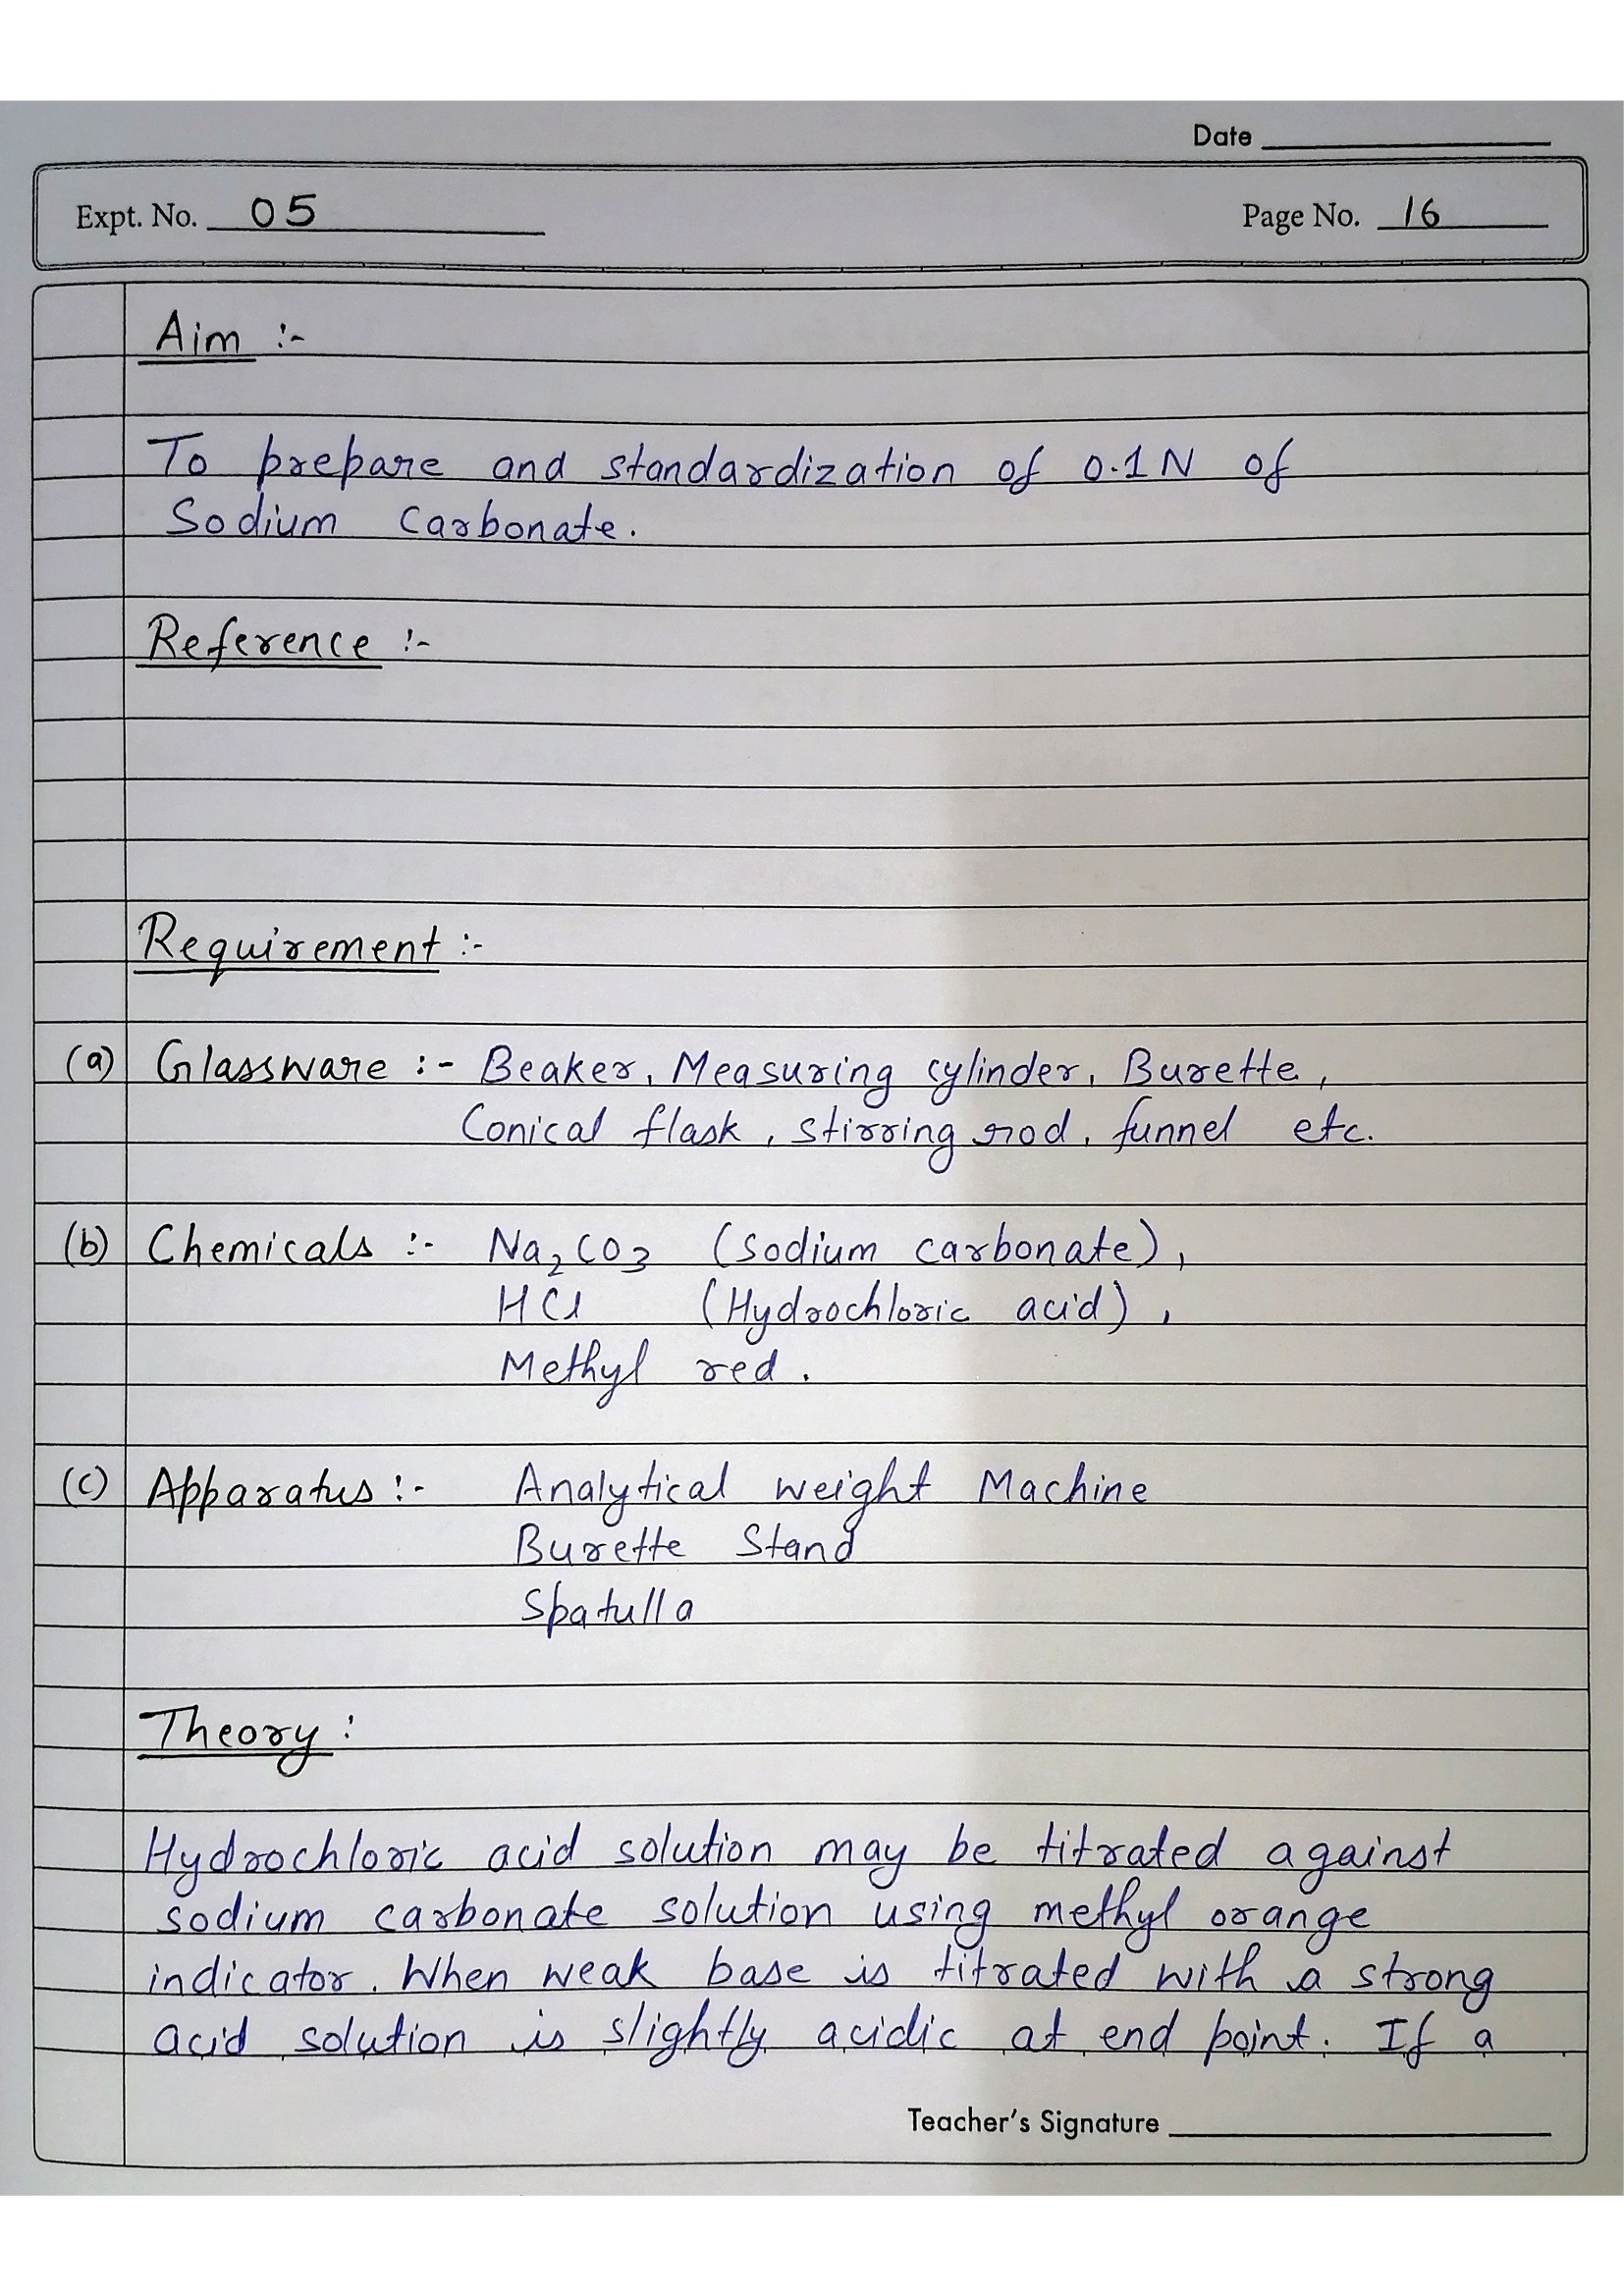 Date
Expt. No. 05
Page No. 16
Aim :-
To prepare and standardization of 0.1N of
Sodium Carbonate.
Reference :-
Requirement :-
(a) Glassware :- Beaker, Measuring cylinder, Burette,
Conical flask, stirring rod, funnel etc.
(b) Chemicals :- Na₂CO₃ (Sodium carbonate),
HCl (Hydrochloric acid),
Methyl red.
(c) Apparatus :- Analytical weight Machine
Burette Stand
Spatulla
Theory :
Hydrochloric acid solution may be titrated against
sodium carbonate solution using methyl orange
indicator. When weak base is titrated with a strong
acid solution is slightly acidic at end point. If a
Teacher's Signature